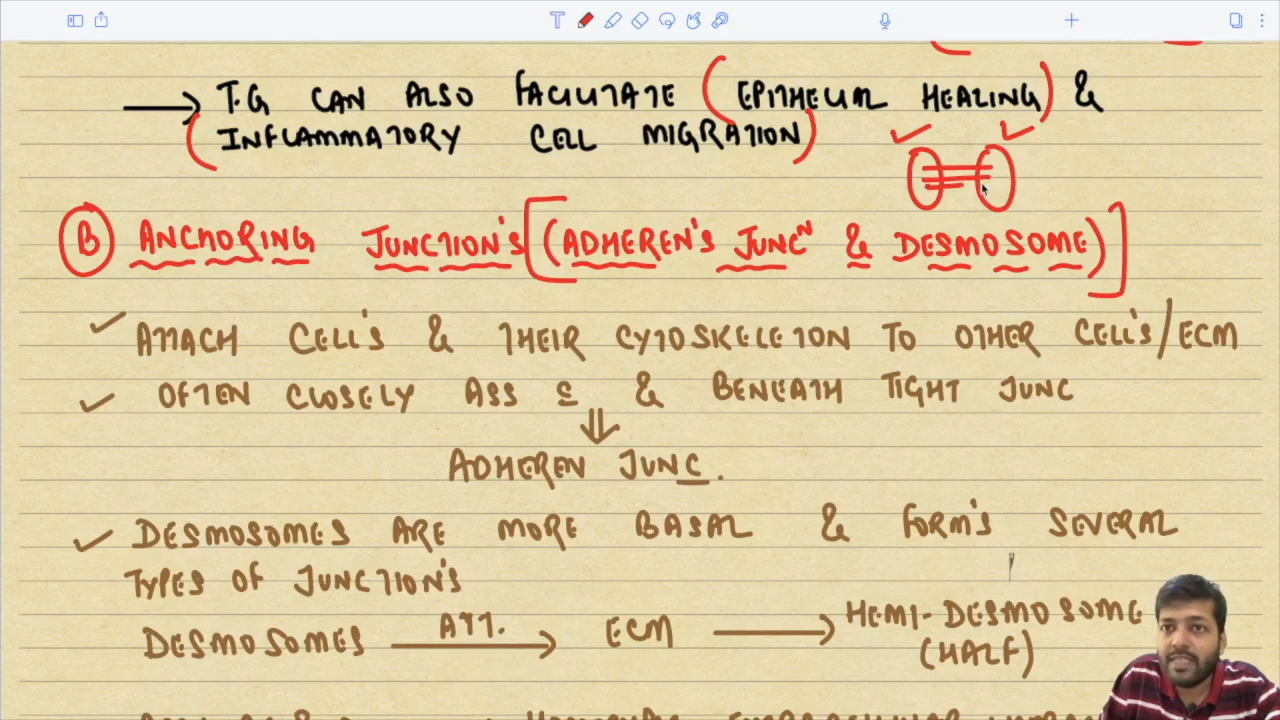 → T.G CAN ALSO FACILITATE (EPITHELIAL HEALING) &
(INFLAMMATORY CELL MIGRATION)
Ⓑ ANCHORING JUNCTION'S [(ADHEREN'S JUNCᴺ & DESMOSOME)]
✓ ATTACH CELL'S & THEIR CYTOSKELETON TO OTHER CELL'S/ECM
✓ OFTEN CLOSELY ASS c̲ & BENEATH TIGHT JUNC
⇓
ADHEREN JUNC.
✓ DESMOSOMES ARE MORE BASAL & FORM'S SEVERAL
TYPES OF JUNCTION'S
DESMOSOMES ATT. → ECM → HEMI-DESMOSOME
(HALF)